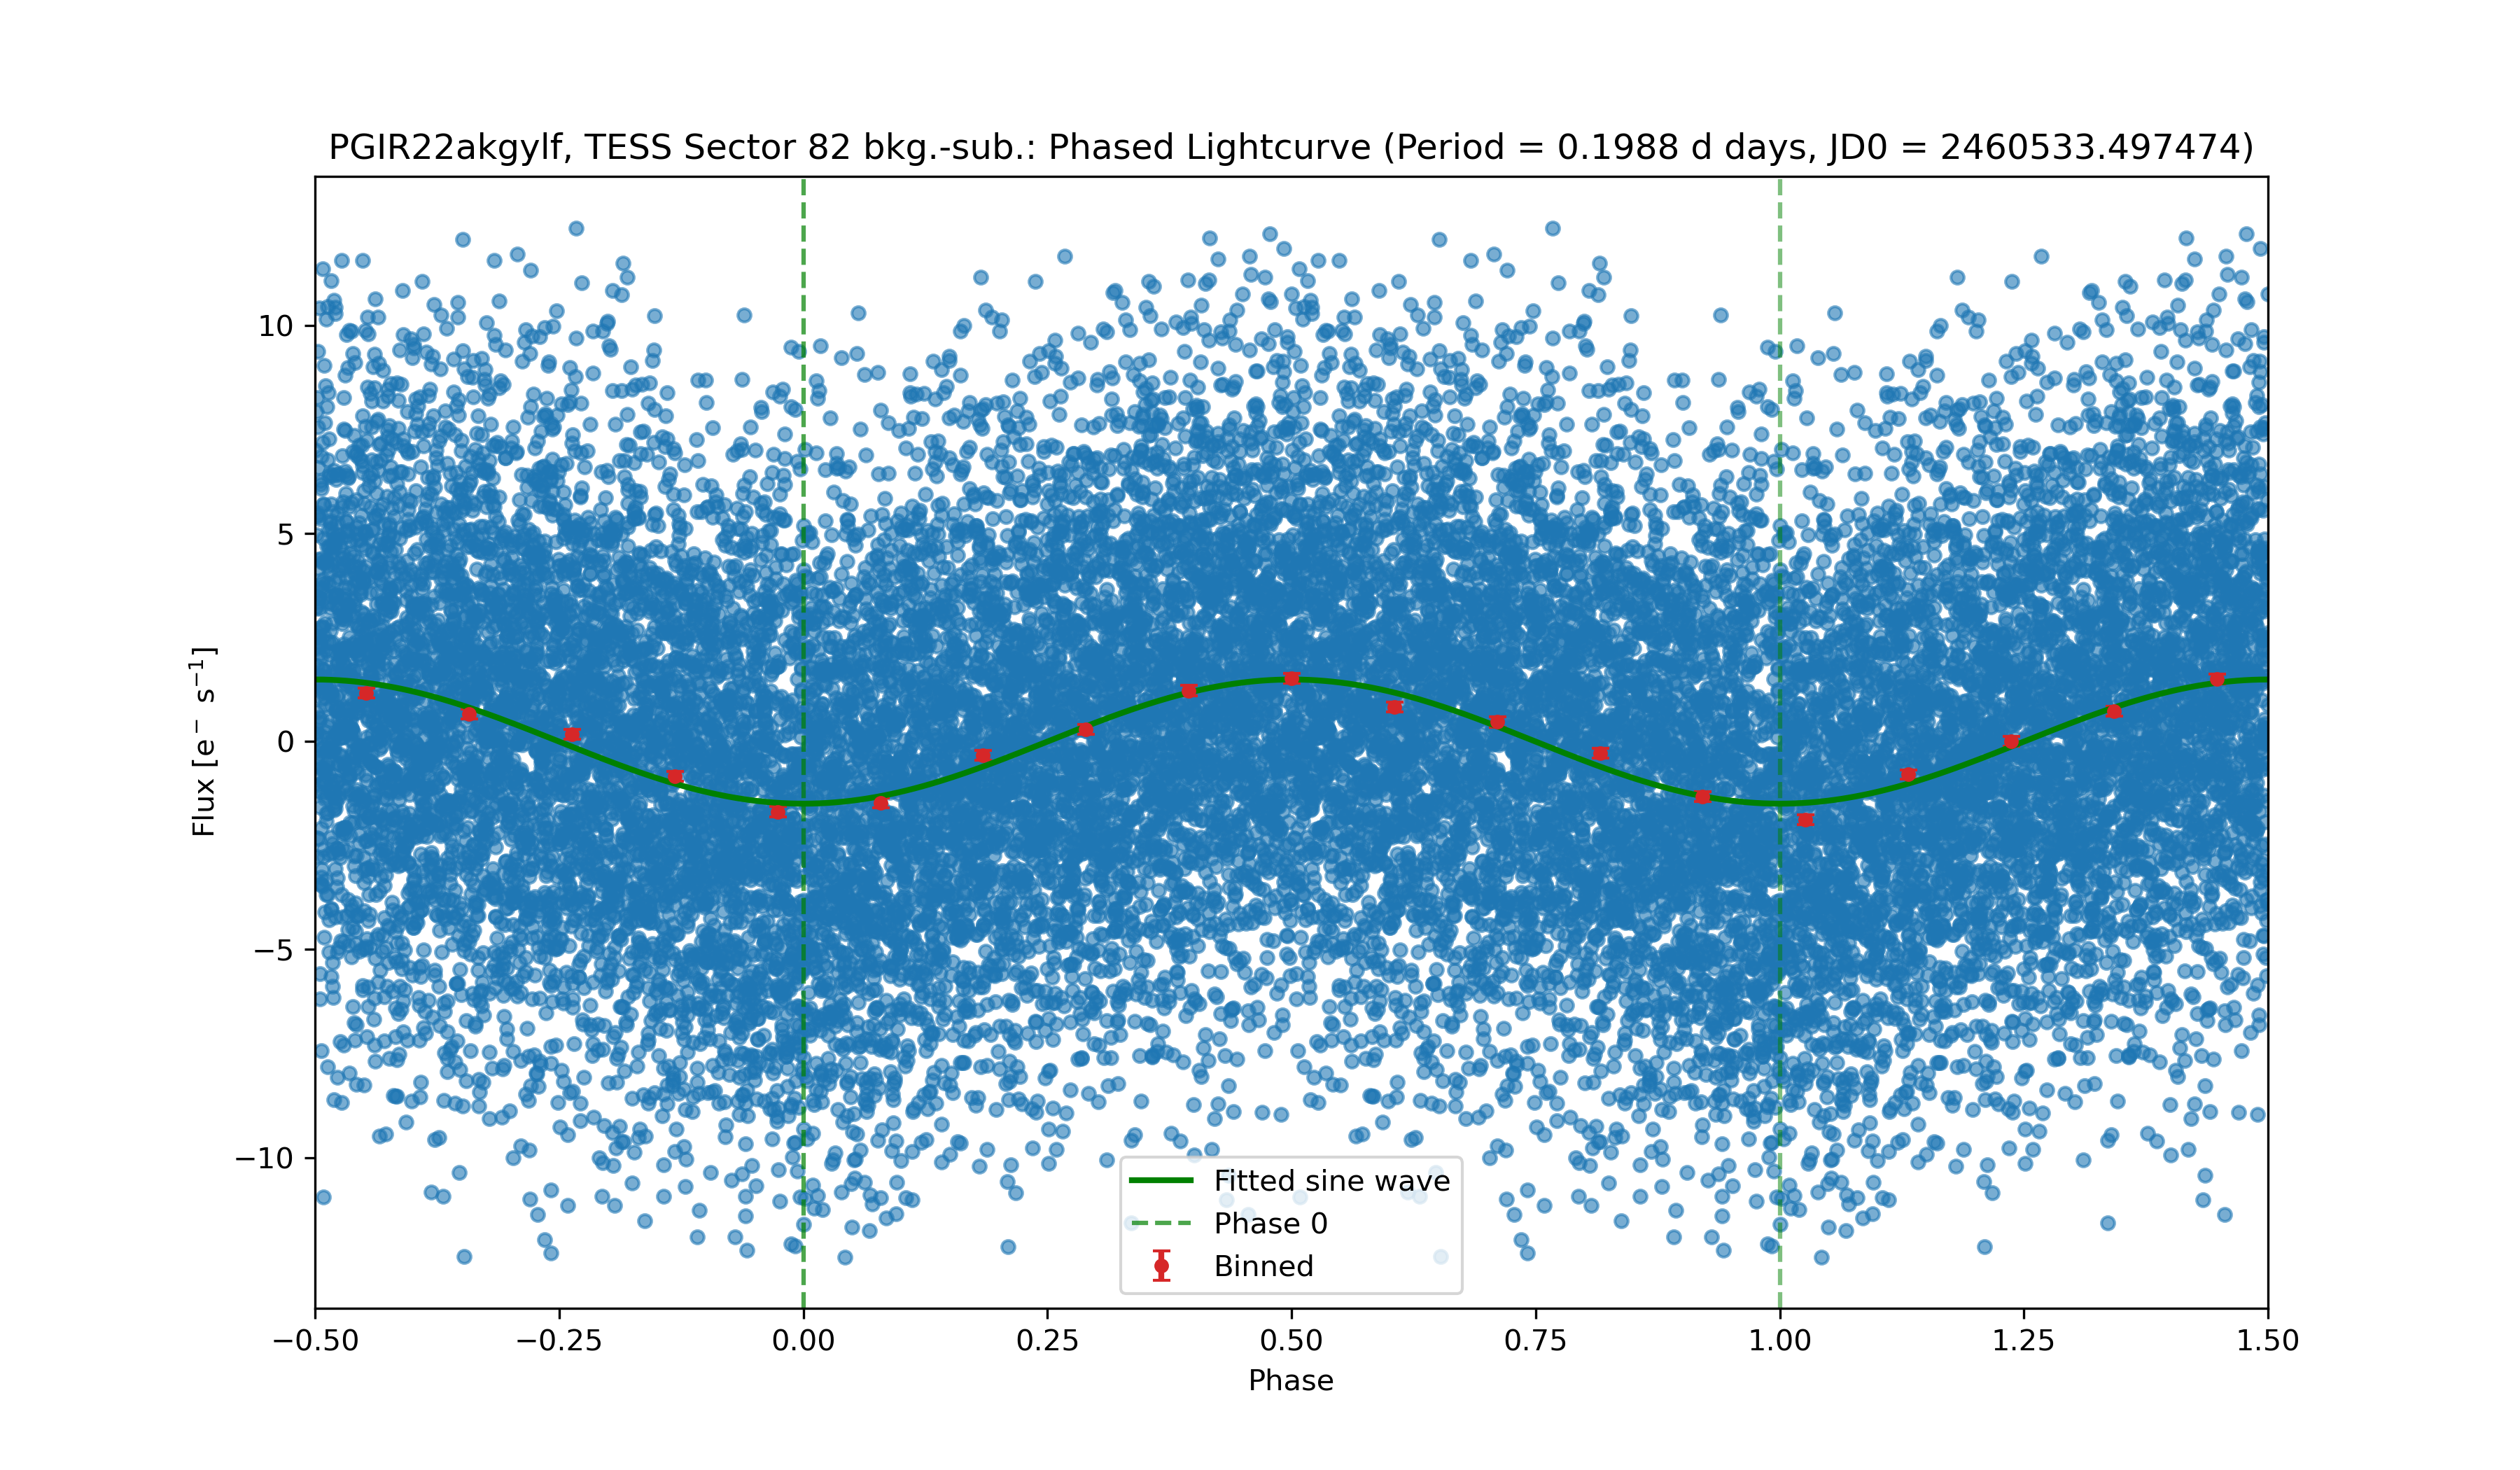 PGIR22akgylf, TESS Sector 82 bkg.-sub.: Phased Lightcurve (Period = 0.1988 d days, JD0 = 2460533.497474)
Flux [e⁻ s⁻¹]
10
5
0
−5
−10
Fitted sine wave
Phase 0
Binned
−0.50 −0.25 0.00 0.25 0.50 0.75 1.00 1.25 1.50
Phase